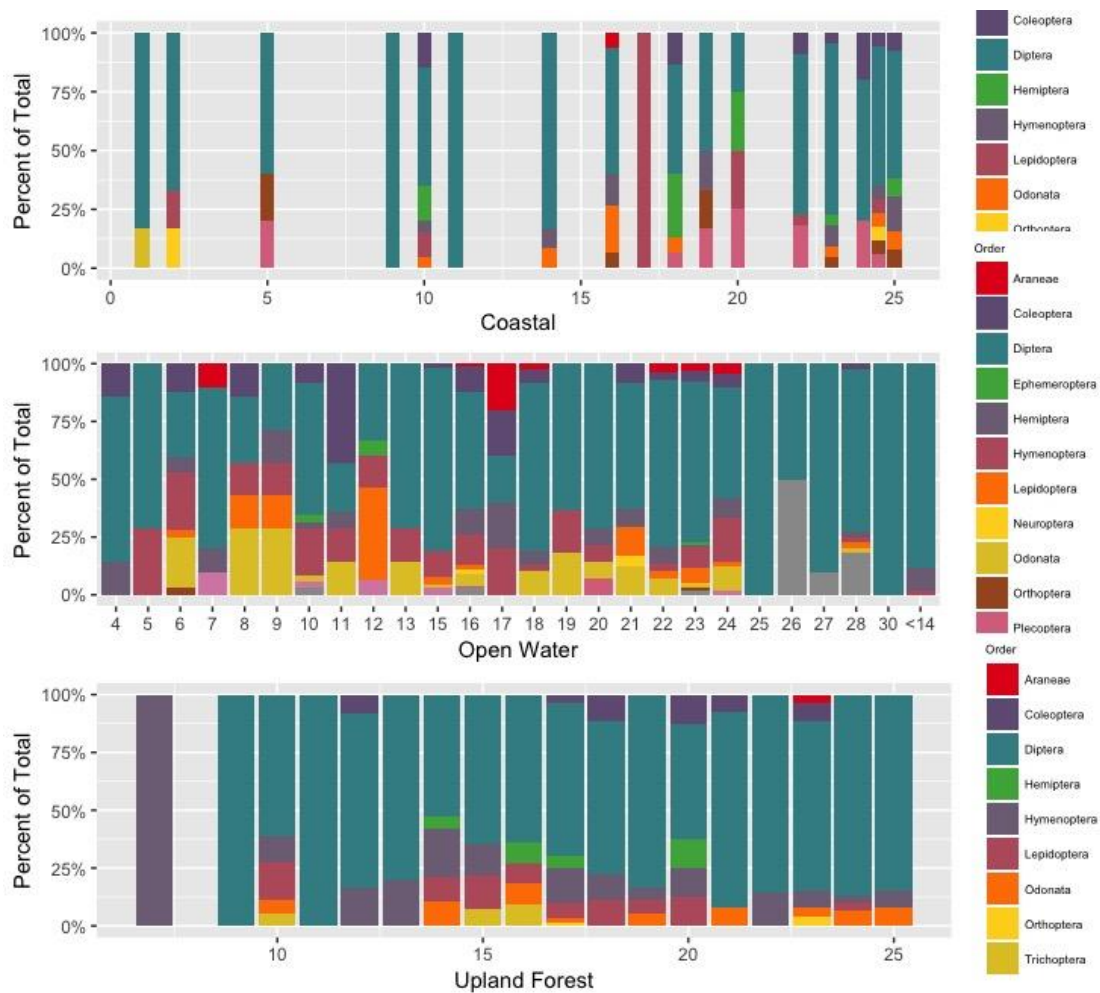 100%
75%
50%
25%
0%
Percent of Total
0 5 10 15 20 25
Coastal
Coleoptera
Diptera
Hemiptera
Hymenoptera
Lepidoptera
Odonata
Orthoptera
100%
75%
50%
25%
0%
Percent of Total
4 5 6 7 8 9 10 11 12 13 15 16 17 18 19 20 21 22 23 24 25 26 27 28 30 <14
Open Water
Order
Araneae
Coleoptera
Diptera
Ephemeroptera
Hemiptera
Hymenoptera
Lepidoptera
Neuroptera
Odonata
Orthoptera
Plecoptera
100%
75%
50%
25%
0%
Percent of Total
10 15 20 25
Upland Forest
Order
Araneae
Coleoptera
Diptera
Hemiptera
Hymenoptera
Lepidoptera
Odonata
Orthoptera
Trichoptera